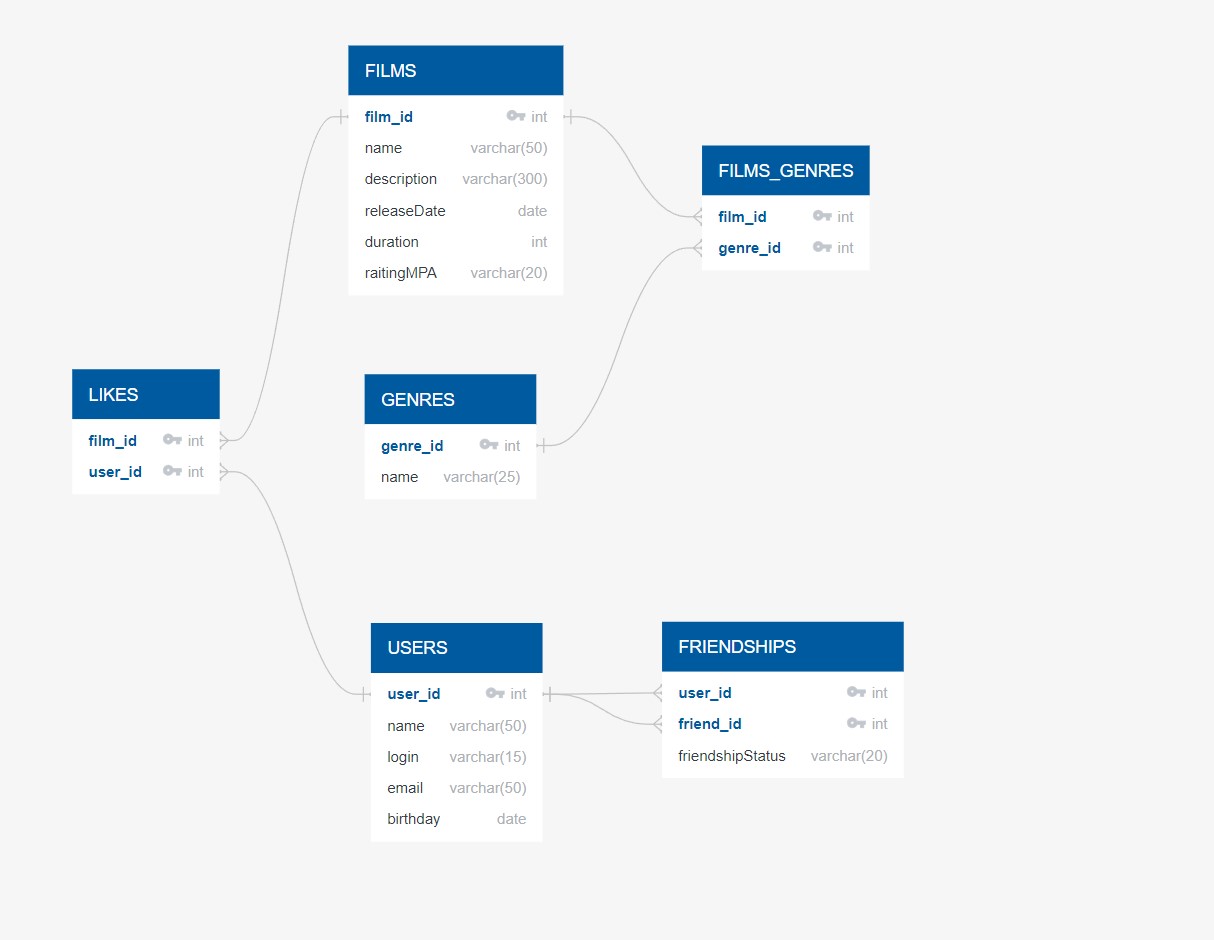 FILMS
film_id int
name varchar(50)
description varchar(300)
releaseDate date
duration int
raitingMPA varchar(20)
FILMS_GENRES
film_id int
genre_id int
LIKES
film_id int
user_id int
GENRES
genre_id int
name varchar(25)
USERS
user_id int
name varchar(50)
login varchar(15)
email varchar(50)
birthday date
FRIENDSHIPS
user_id int
friend_id int
friendshipStatus varchar(20)